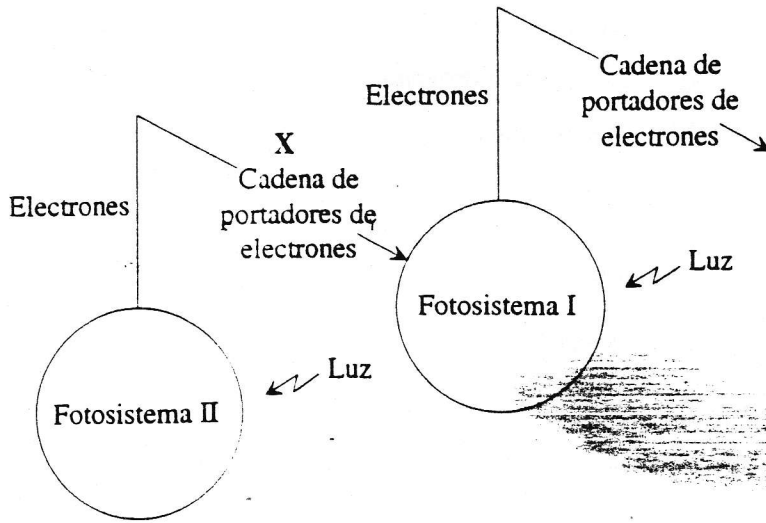 Electrones
Cadena de
portadores de
electrones
X
Electrones
Cadena de
portadores de
electrones
Luz
Fotosistema I
Luz
Fotosistema II